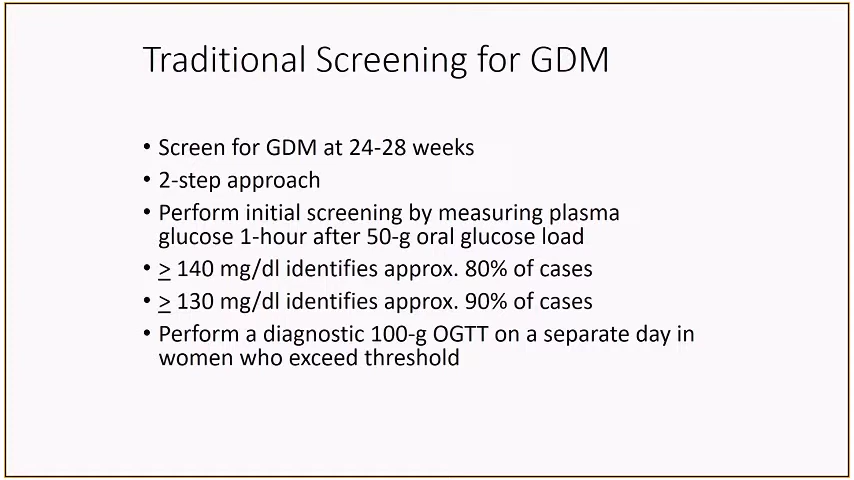 Traditional Screening for GDM
• Screen for GDM at 24-28 weeks
• 2-step approach
• Perform initial screening by measuring plasma
glucose 1-hour after 50-g oral glucose load
• ≥ 140 mg/dl identifies approx. 80% of cases
• ≥ 130 mg/dl identifies approx. 90% of cases
• Perform a diagnostic 100-g OGTT on a separate day in
women who exceed threshold